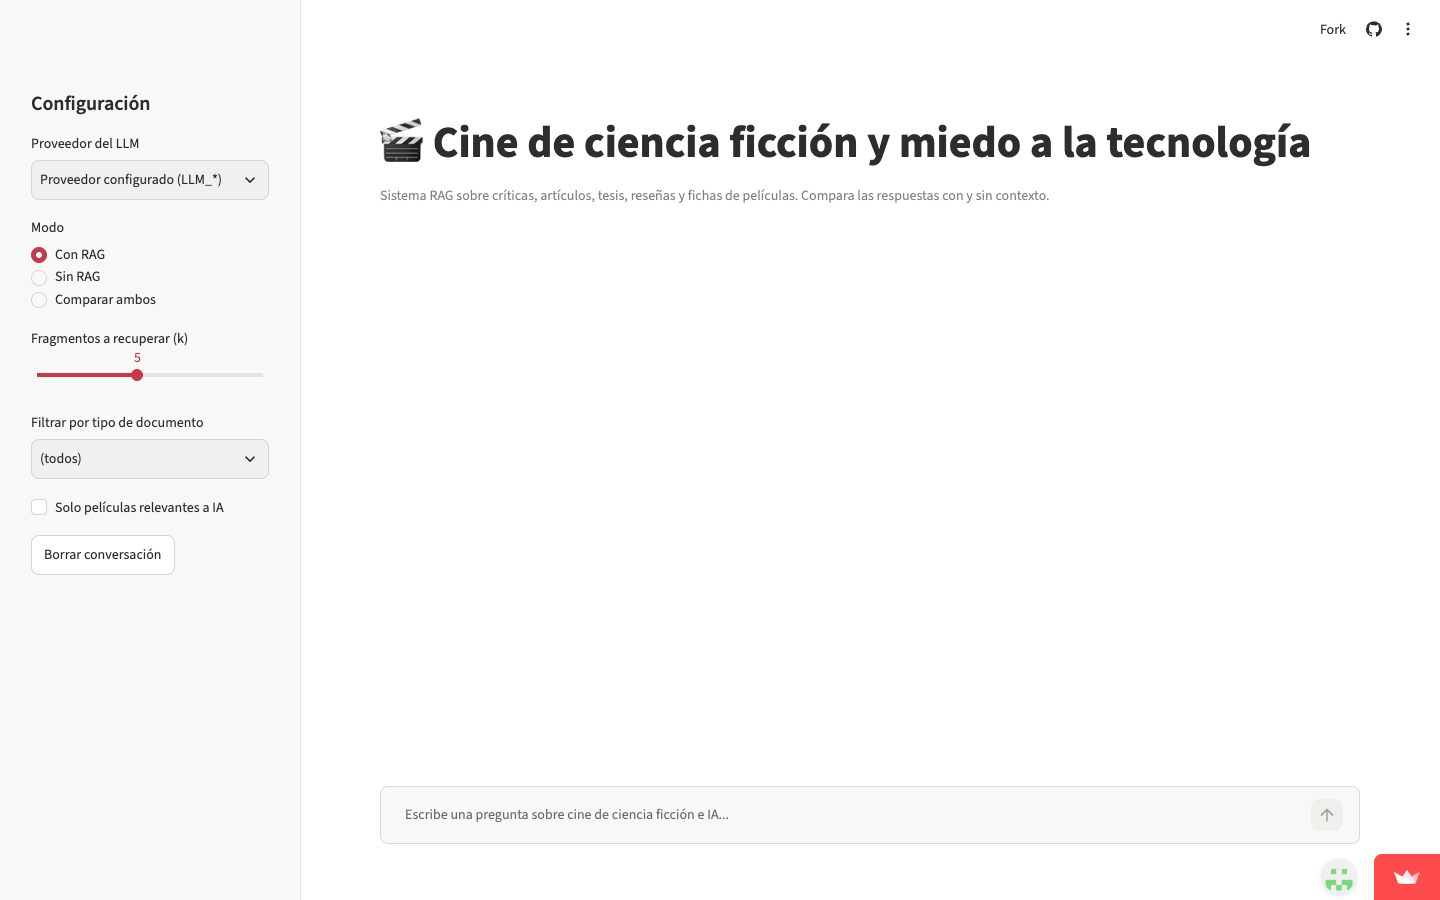 Fork
Configuración
Proveedor del LLM
Proveedor configurado (LLM_*)
Modo
Con RAG
Sin RAG
Comparar ambos
Fragmentos a recuperar (k)
5
Filtrar por tipo de documento
(todos)
Solo películas relevantes a IA
Borrar conversación
Cine de ciencia ficción y miedo a la tecnología
Sistema RAG sobre críticas, artículos, tesis, reseñas y fichas de películas. Compara las respuestas con y sin contexto.
Escribe una pregunta sobre cine de ciencia ficción e IA...